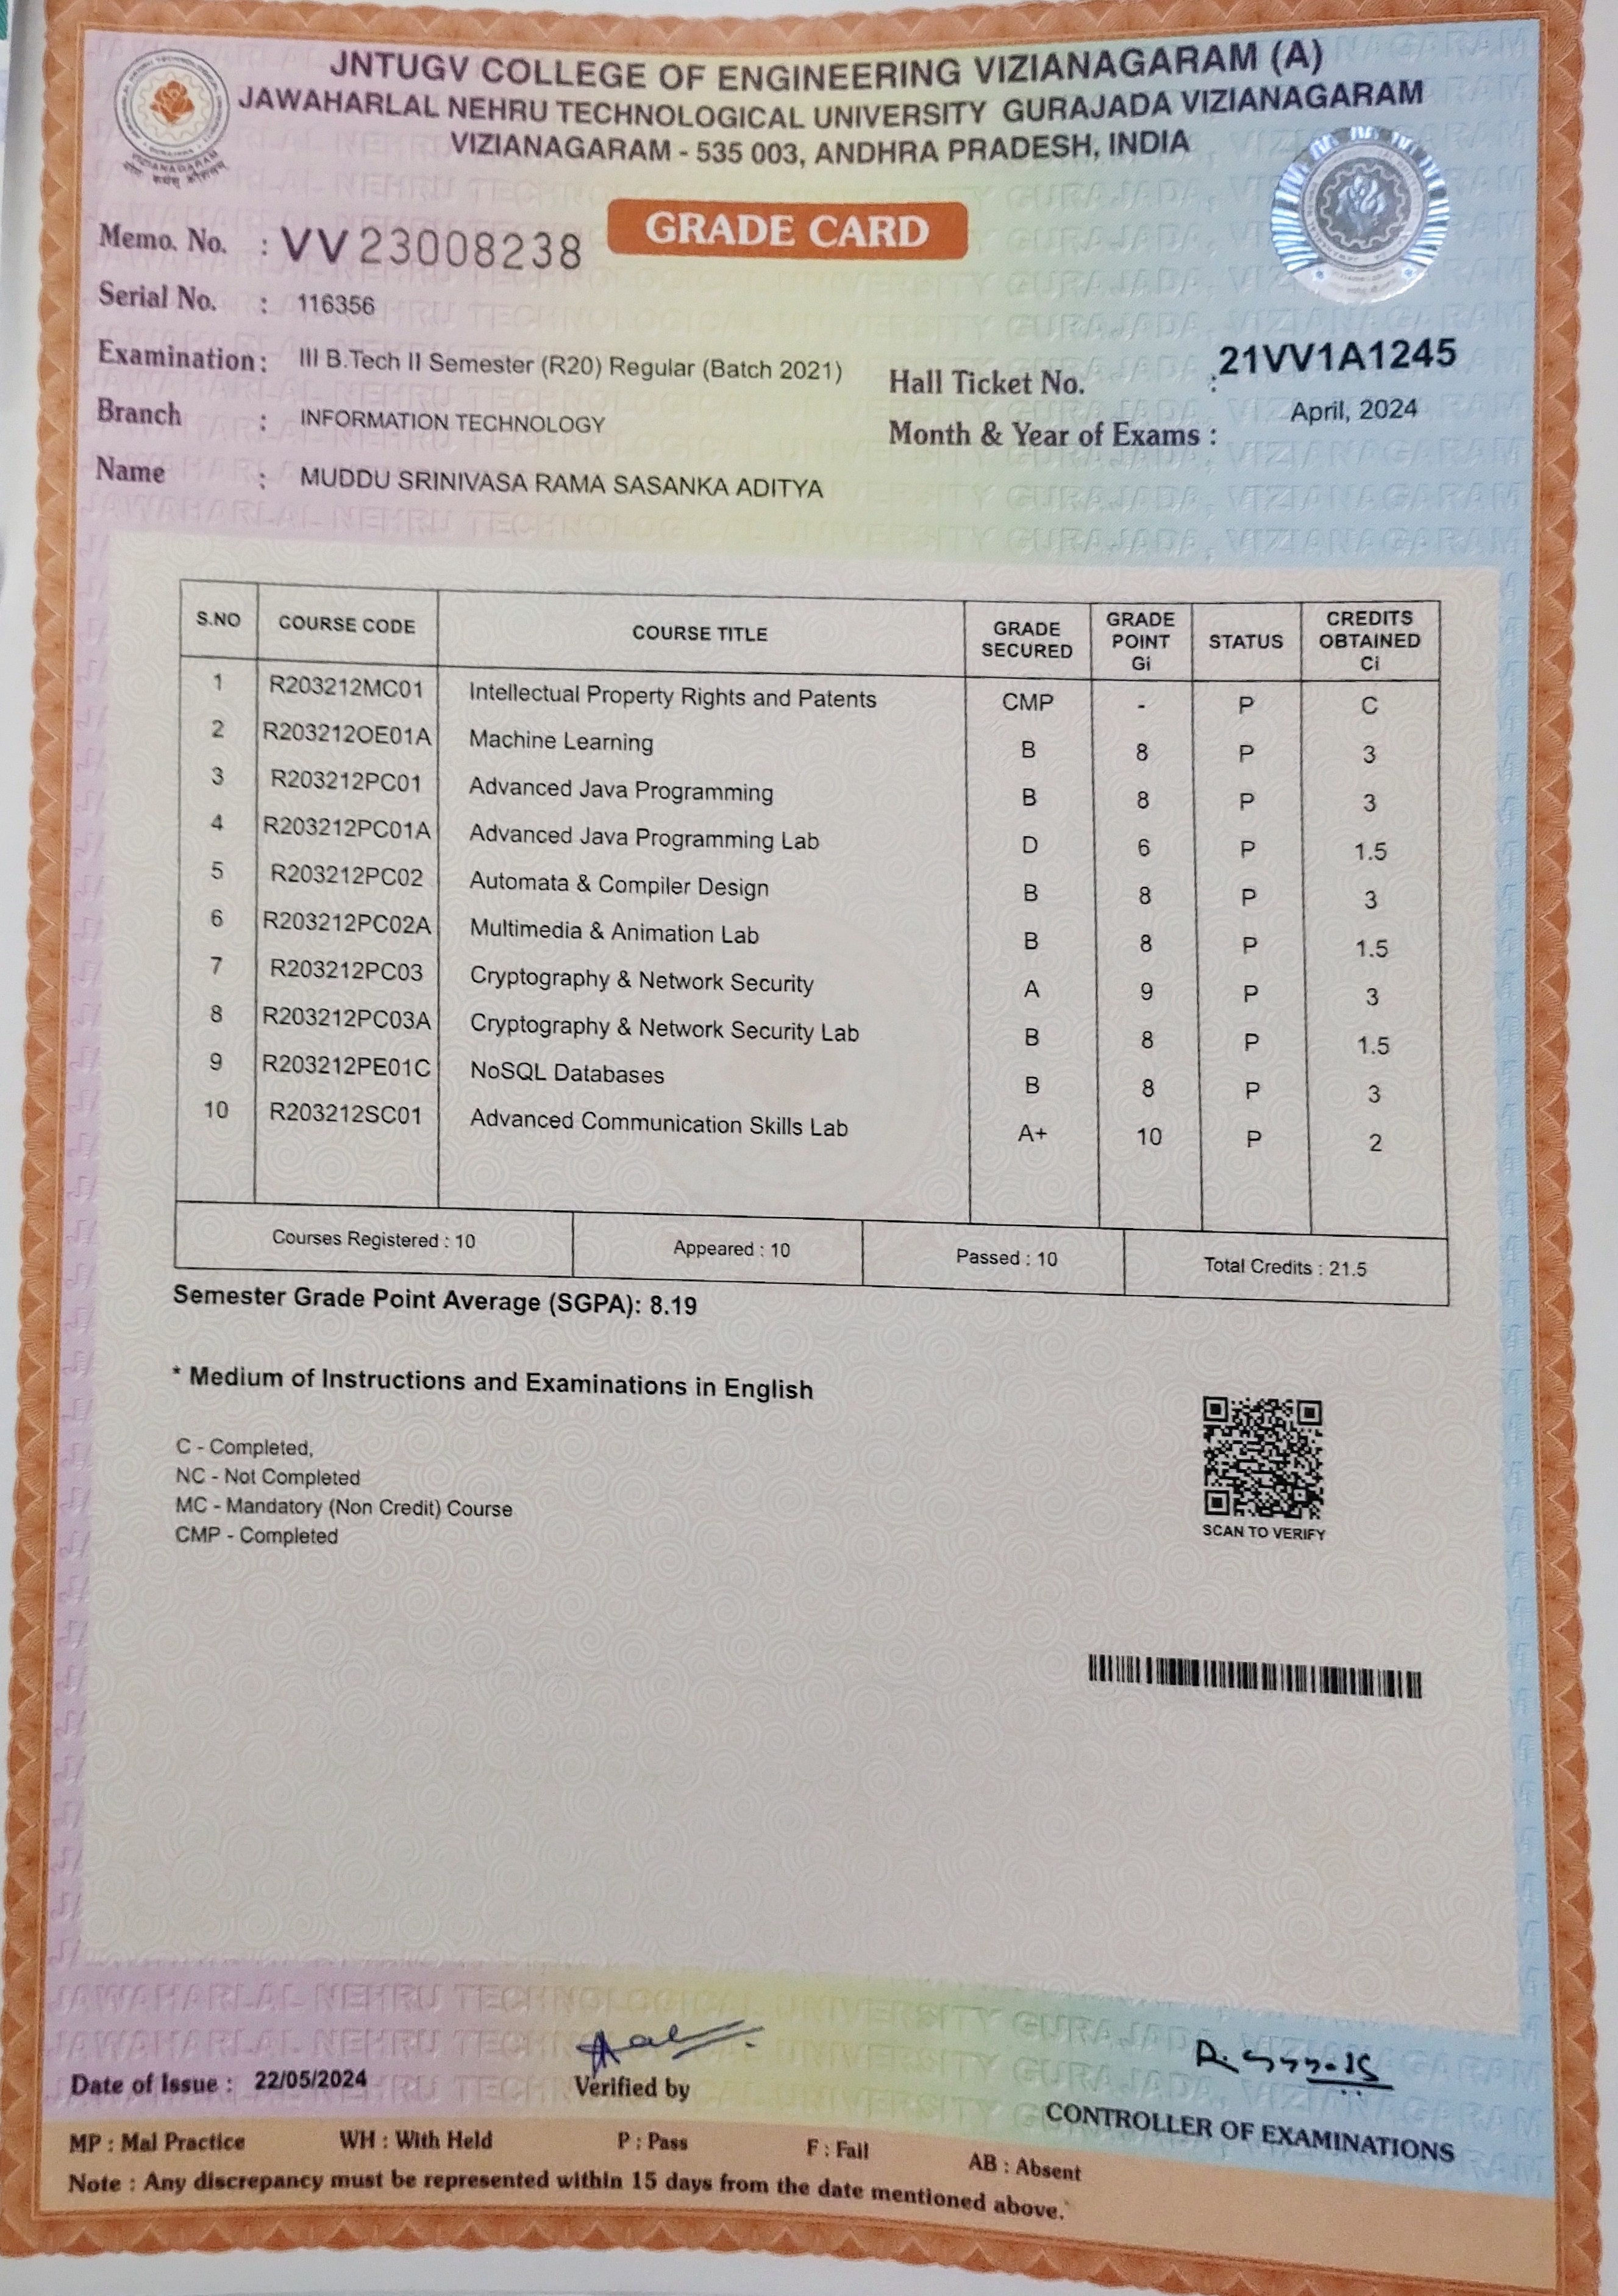 JNTUGV COLLEGE OF ENGINEERING VIZIANAGARAM (A)
JAWAHARLAL NEHRU TECHNOLOGICAL UNIVERSITY GURAJADA VIZIANAGARAM
VIZIANAGARAM - 535 003, ANDHRA PRADESH, INDIA
VIZIANAGARAM
GRADE CARD
Memo. No. : VV 23008238
Serial No. : 116356
Examination : III B.Tech II Semester (R20) Regular (Batch 2021)
Hall Ticket No. : 21VV1A1245
Branch : INFORMATION TECHNOLOGY
Month & Year of Exams : April, 2024
Name : MUDDU SRINIVASA RAMA SASANKA ADITYA
S.NO COURSE CODE COURSE TITLE GRADE SECURED GRADE POINT Gi STATUS CREDITS OBTAINED Ci
1 R203212MC01 Intellectual Property Rights and Patents CMP - P C
2 R203212OE01A Machine Learning B 8 P 3
3 R203212PC01 Advanced Java Programming B 8 P 3
4 R203212PC01A Advanced Java Programming Lab D 6 P 1.5
5 R203212PC02 Automata & Compiler Design B 8 P 3
6 R203212PC02A Multimedia & Animation Lab B 8 P 1.5
7 R203212PC03 Cryptography & Network Security A 9 P 3
8 R203212PC03A Cryptography & Network Security Lab B 8 P 1.5
9 R203212PE01C NoSQL Databases B 8 P 3
10 R203212SC01 Advanced Communication Skills Lab A+ 10 P 2
Courses Registered : 10 Appeared : 10 Passed : 10 Total Credits : 21.5
Semester Grade Point Average (SGPA): 8.19
* Medium of Instructions and Examinations in English
C - Completed,
NC - Not Completed
MC - Mandatory (Non Credit) Course
CMP - Completed
SCAN TO VERIFY
JAWAHARLAL NEHRU TECHNOLOGICAL UNIVERSITY GURAJADA, VIZIANAGARAM
Date of Issue : 22/05/2024
Verified by
CONTROLLER OF EXAMINATIONS
MP : Mal Practice WH : With Held P : Pass F : Fail AB : Absent
Note : Any discrepancy must be represented within 15 days from the date mentioned above.